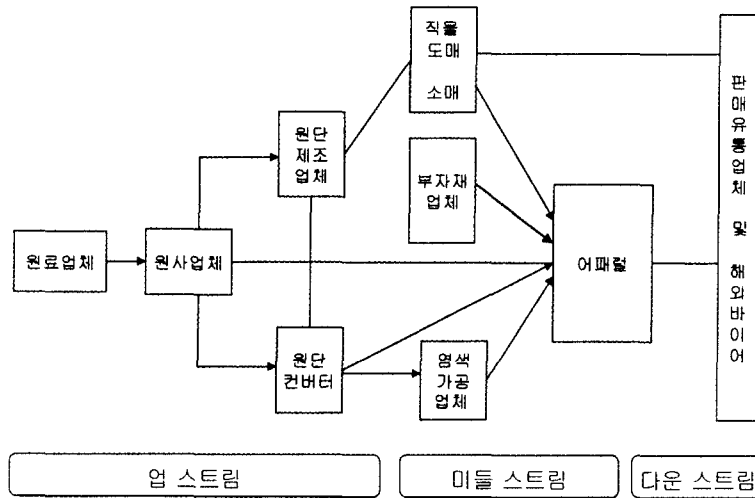 직물
도매
소매
원단
제조
업체
부자재
업체
원료업체
원사업체
어패럴
원단
컨버터
염색
가공
업체
판매유통업체 및 해외바이어
업 스트림
미들 스트림
다운 스트림